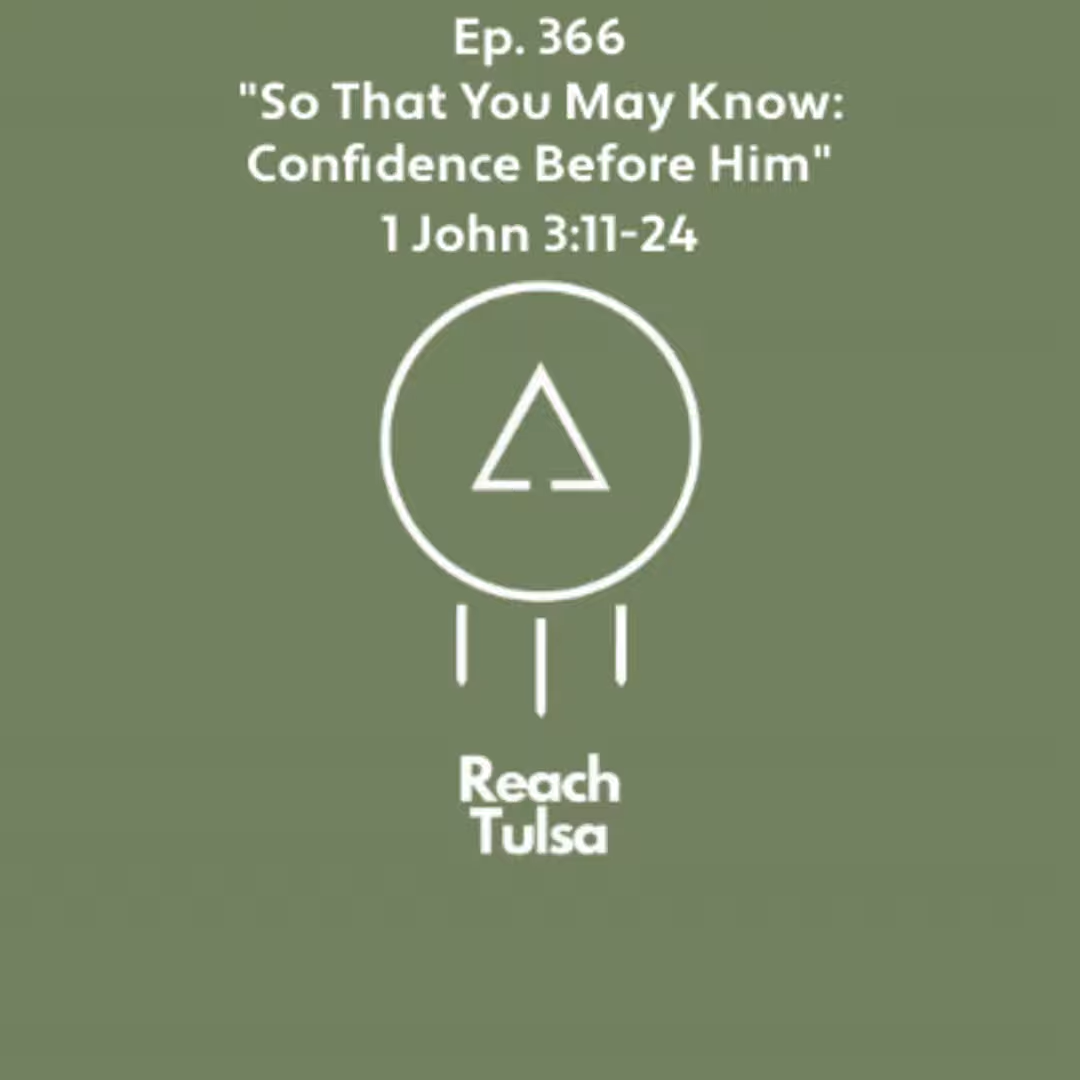 Ep. 366
"So That You May Know:
Confidence Before Him"
1 John 3:11-24
Reach
Tulsa